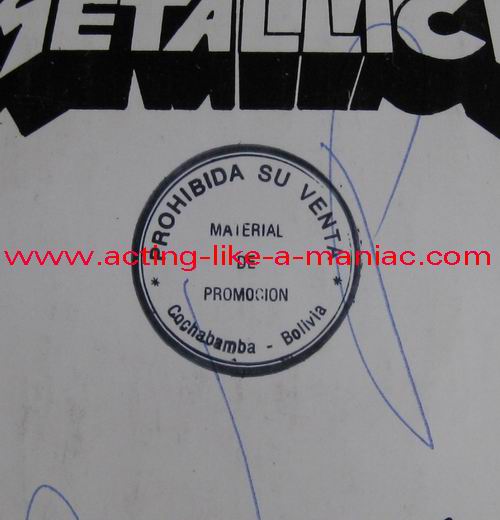 METALLIC
PROHIBIDA SU VENTA
MATERIAL
DE
PROMOCION
* Cochabamba - Bolivia *
www.acting-like-a-maniac.com